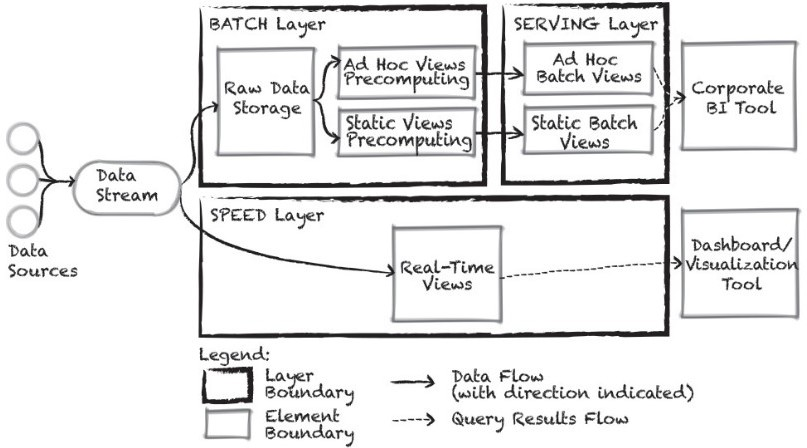 BATCH Layer
SERVING Layer
Raw Data
Storage
Ad Hoc Views
Precomputing
Static Views
Precomputing
Ad Hoc
Batch Views
Static Batch
Views
Corporate
BI Tool
Data
Stream
Data
Sources
SPEED Layer
Real-Time
Views
Dashboard/
Visualization
Tool
Legend:
Layer
Boundary
Data Flow
(with direction indicated)
Element
Boundary
Query Results Flow